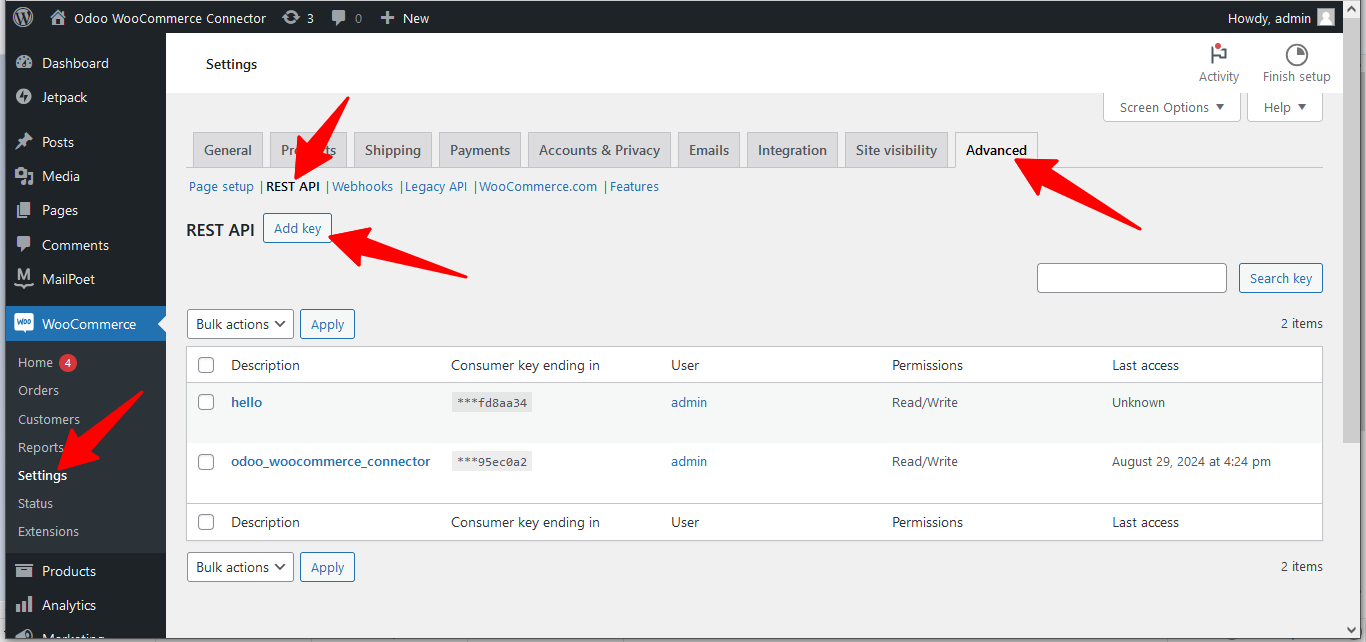 Odoo WooCommerce Connector 3 0 New Howdy, admin
Dashboard
Jetpack
Posts
Media
Pages
Comments
MailPoet
WooCommerce
Home 4
Orders
Customers
Reports
Settings
Status
Extensions
Products
Analytics
Settings
Activity Finish setup
Screen Options Help
General Shipping Payments Accounts & Privacy Emails Integration Site visibility Advanced
Page setup | REST API | Webhooks | Legacy API | WooCommerce.com | Features
REST API Add key
Search key
Bulk actions Apply 2 items
Description Consumer key ending in User Permissions Last access
hello ***fd8aa34 admin Read/Write Unknown
odoo_woocommerce_connector ***95ec0a2 admin Read/Write August 29, 2024 at 4:24 pm
Description Consumer key ending in User Permissions Last access
Bulk actions Apply 2 items